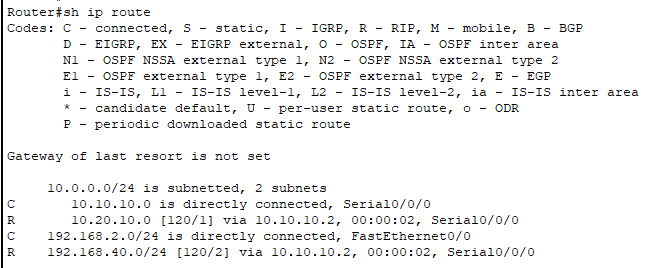 Router#sh ip route
Codes: C - connected, S - static, I - IGRP, R - RIP, M - mobile, B - BGP
       D - EIGRP, EX - EIGRP external, O - OSPF, IA - OSPF inter area
       N1 - OSPF NSSA external type 1, N2 - OSPF NSSA external type 2
       E1 - OSPF external type 1, E2 - OSPF external type 2, E - EGP
       i - IS-IS, L1 - IS-IS level-1, L2 - IS-IS level-2, ia - IS-IS inter area
       * - candidate default, U - per-user static route, o - ODR
       P - periodic downloaded static route

Gateway of last resort is not set

     10.0.0.0/24 is subnetted, 2 subnets
C       10.10.10.0 is directly connected, Serial0/0/0
R       10.20.10.0 [120/1] via 10.10.10.2, 00:00:02, Serial0/0/0
C    192.168.2.0/24 is directly connected, FastEthernet0/0
R    192.168.40.0/24 [120/2] via 10.10.10.2, 00:00:02, Serial0/0/0